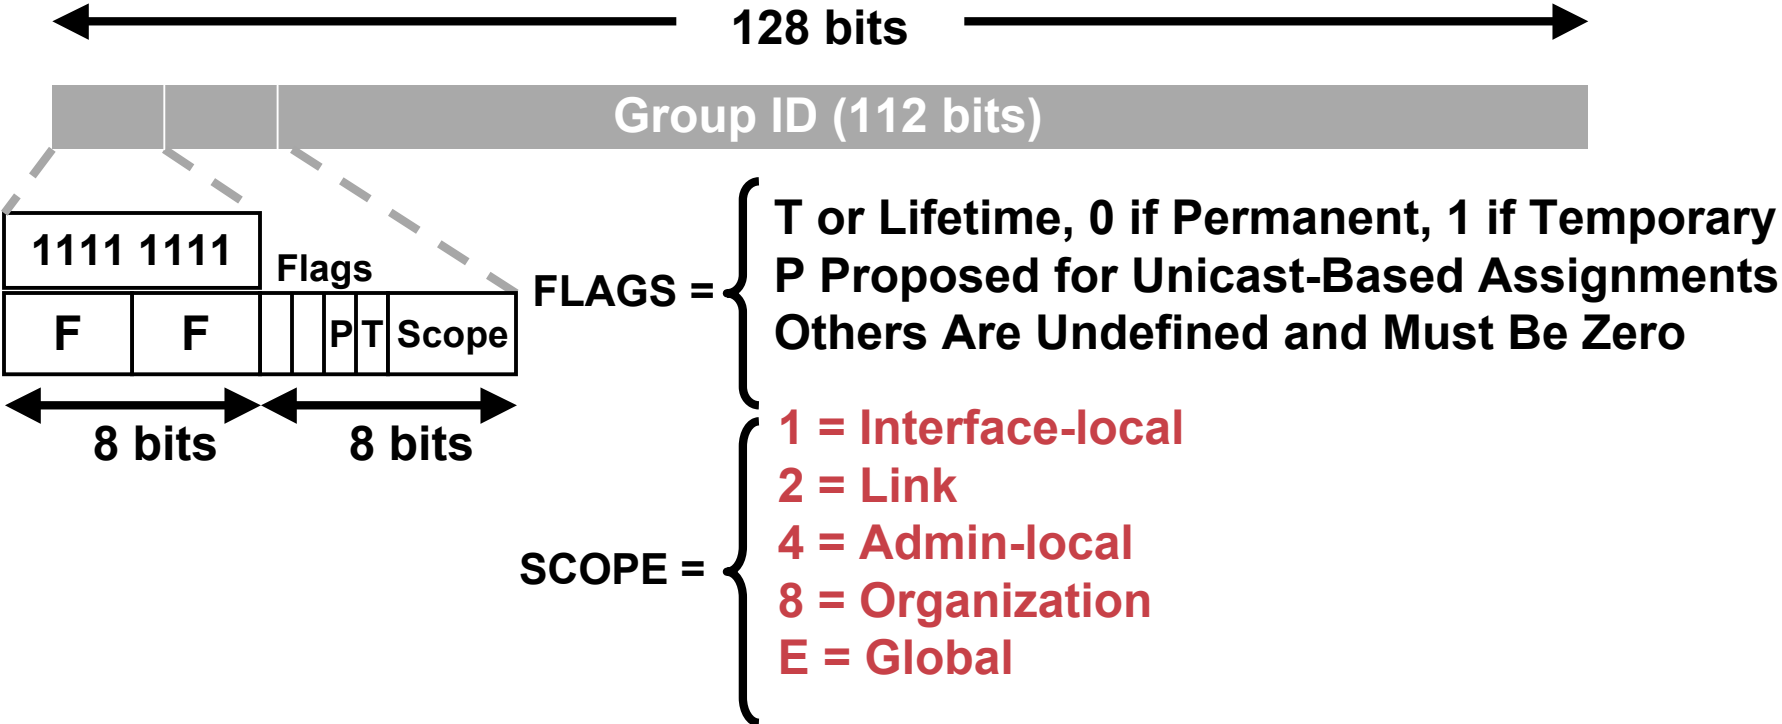 128 bits
Group ID (112 bits)
1111 1111
Flags
F F P T Scope
8 bits 8 bits
FLAGS =
T or Lifetime, 0 if Permanent, 1 if Temporary
P Proposed for Unicast-Based Assignments
Others Are Undefined and Must Be Zero
SCOPE =
1 = Interface-local
2 = Link
4 = Admin-local
8 = Organization
E = Global